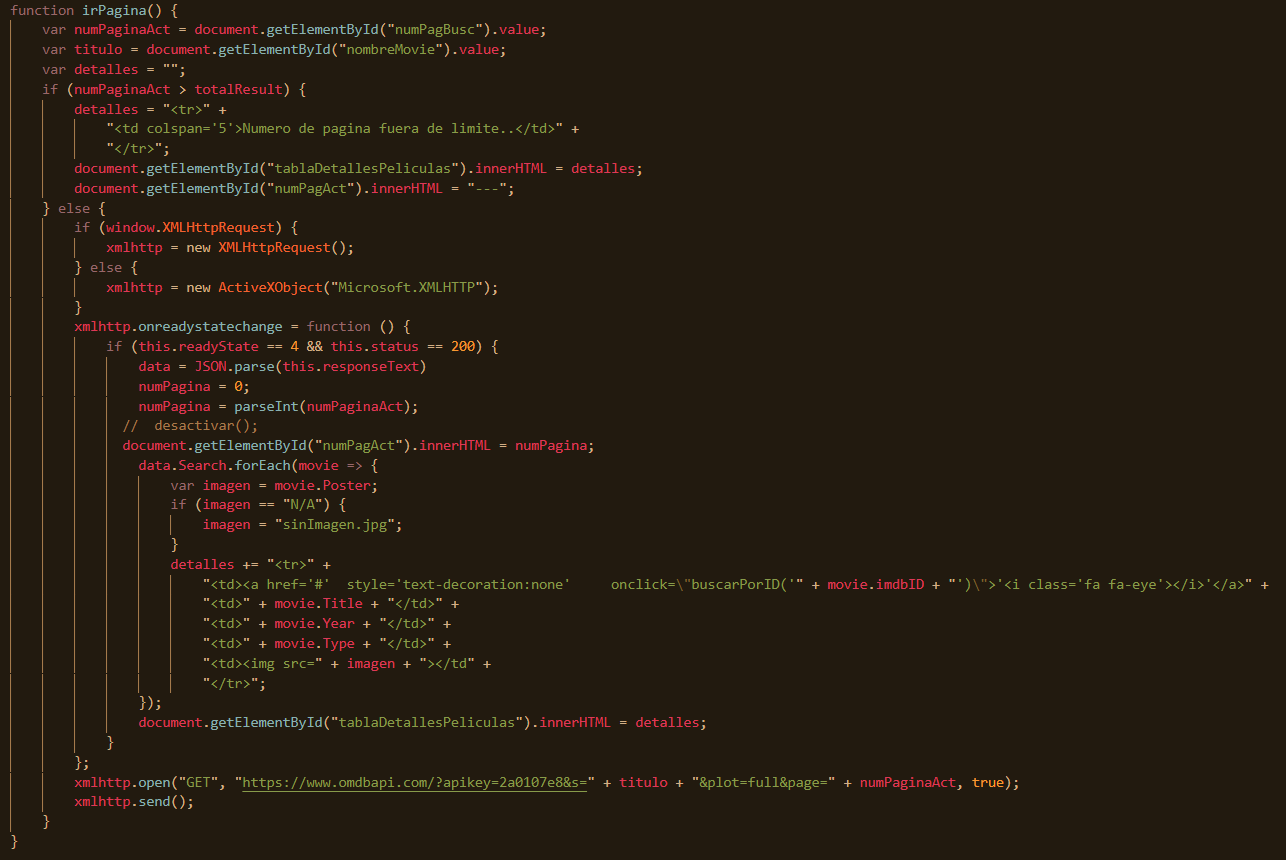 function irPagina() {
    var numPaginaAct = document.getElementById("numPagBusc").value;
    var titulo = document.getElementById("nombreMovie").value;
    var detalles = "";
    if (numPaginaAct > totalResult) {
        detalles = "<tr>" +
            "<td colspan='5'>Numero de pagina fuera de limite..</td>" +
            "</tr>";
        document.getElementById("tablaDetallesPeliculas").innerHTML = detalles;
        document.getElementById("numPagAct").innerHTML = "---";
    } else {
        if (window.XMLHttpRequest) {
            xmlhttp = new XMLHttpRequest();
        } else {
            xmlhttp = new ActiveXObject("Microsoft.XMLHTTP");
        }
        xmlhttp.onreadystatechange = function () {
            if (this.readyState == 4 && this.status == 200) {
                data = JSON.parse(this.responseText)
                numPagina = 0;
                numPagina = parseInt(numPaginaAct);
              //  desactivar();
              document.getElementById("numPagAct").innerHTML = numPagina;
                data.Search.forEach(movie => {
                    var imagen = movie.Poster;
                    if (imagen == "N/A") {
                        imagen = "sinImagen.jpg";
                    }
                    detalles += "<tr>" +
                        "<td><a href='#'  style='text-decoration:none'     onclick=\"buscarPorID('" + movie.imdbID + "')\">'<i class='fa fa-eye'></i>'</a>" +
                        "<td>" + movie.Title + "</td>" +
                        "<td>" + movie.Year + "</td>" +
                        "<td>" + movie.Type + "</td>" +
                        "<td><img src=" + imagen + "></td" +
                        "</tr>";
                });
                document.getElementById("tablaDetallesPeliculas").innerHTML = detalles;
            }
        };
        xmlhttp.open("GET", "https://www.omdbapi.com/?apikey=2a0107e8&s=" + titulo + "&plot=full&page=" + numPaginaAct, true);
        xmlhttp.send();
    }
}